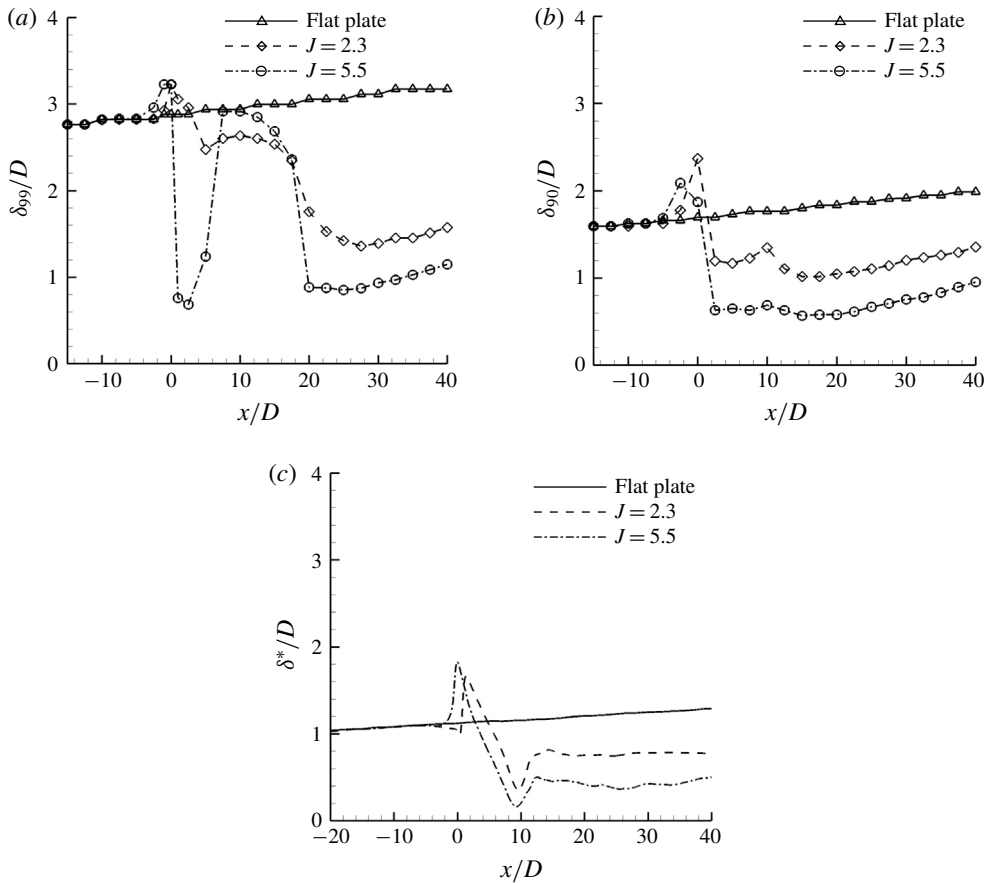 (a)
Flat plate
J = 2.3
J = 5.5
4
3
2
1
0
δ99/D
−10 0 10 20 30 40
x/D
(b)
Flat plate
J = 2.3
J = 5.5
4
3
2
1
0
δ90/D
−10 0 10 20 30 40
x/D
(c)
Flat plate
J = 2.3
J = 5.5
4
3
2
1
0
δ*/D
−20 −10 0 10 20 30 40
x/D